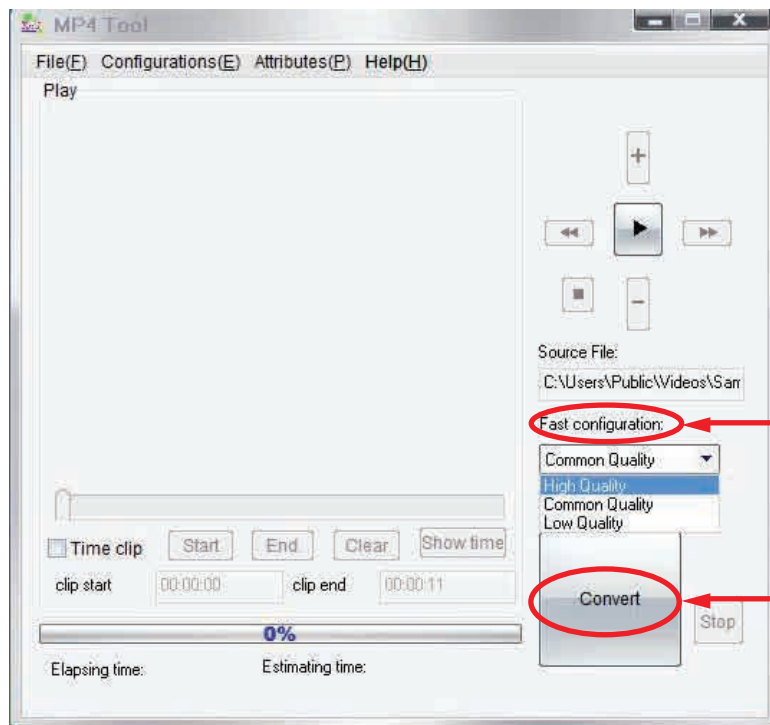 MP4 Tool
File(F) Configurations(E) Attributes(P) Help(H)
Play
+
-
Source File:
C:\Users\Public\Videos\Sam
Fast configuration:
Common Quality
High Quality
Common Quality
Low Quality
Time clip Start End Clear Show time
clip start 00:00:00 clip end 00:00:11
Convert
Stop
0%
Elapsing time: Estimating time: